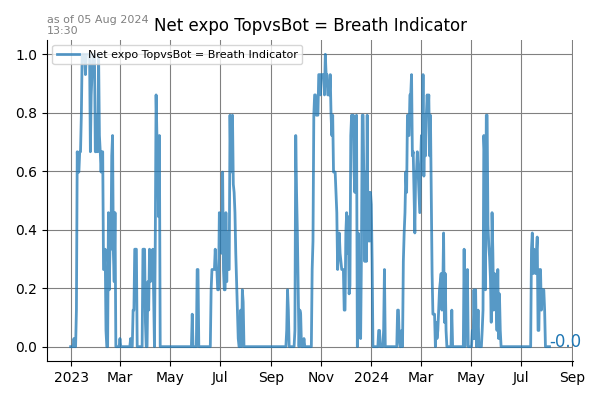 as of 05 Aug 2024
13:30
Net expo TopvsBot = Breath Indicator
Net expo TopvsBot = Breath Indicator
1.0
0.8
0.6
0.4
0.2
0.0
-0.0
2023 Mar May Jul Sep Nov 2024 Mar May Jul Sep